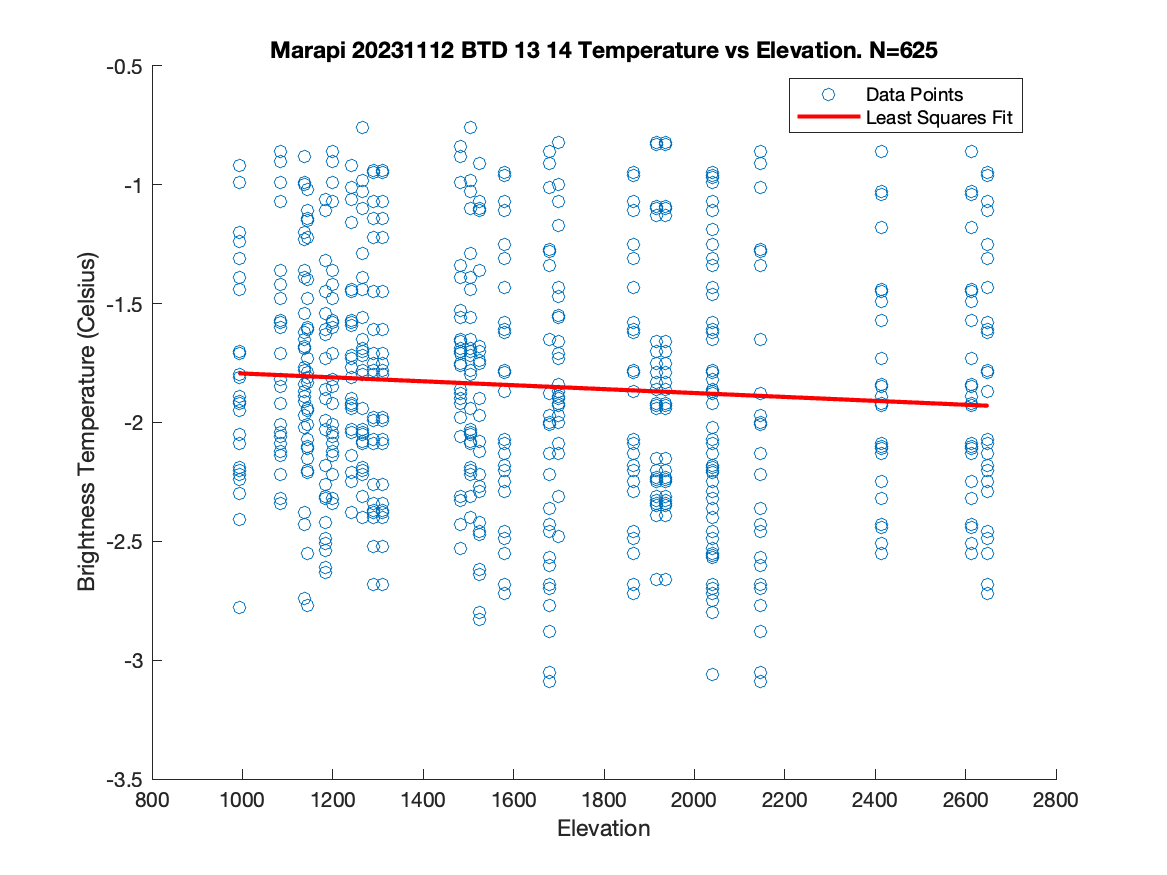 Marapi 20231112 BTD 13 14 Temperature vs Elevation. N=625
Data Points
Least Squares Fit
Brightness Temperature (Celsius)
-0.5
-1
-1.5
-2
-2.5
-3
-3.5
800 1000 1200 1400 1600 1800 2000 2200 2400 2600 2800
Elevation